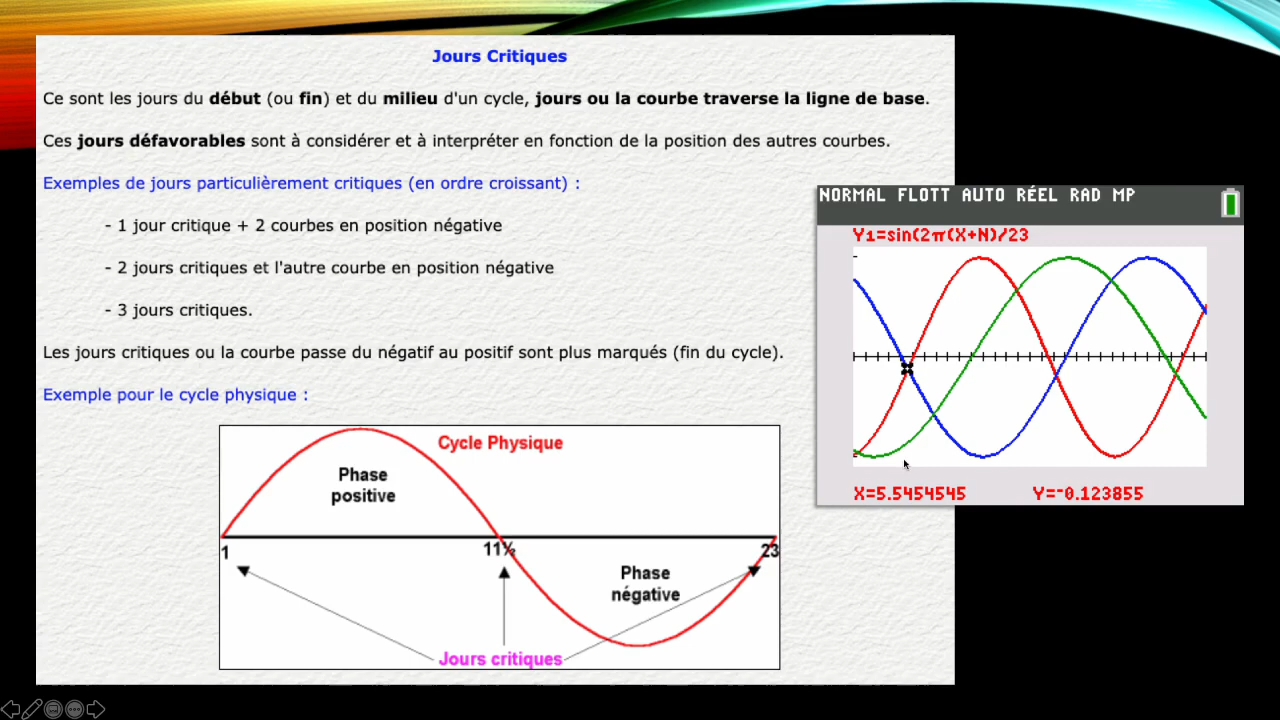 Jours Critiques
Ce sont les jours du début (ou fin) et du milieu d'un cycle, jours ou la courbe traverse la ligne de base.
Ces jours défavorables sont à considérer et à interpréter en fonction de la position des autres courbes.
Exemples de jours particulièrement critiques (en ordre croissant) :
- 1 jour critique + 2 courbes en position négative
- 2 jours critiques et l'autre courbe en position négative
- 3 jours critiques.
Les jours critiques ou la courbe passe du négatif au positif sont plus marqués (fin du cycle).
Exemple pour le cycle physique :
Cycle Physique
Phase
positive
1
11½
23
Phase
négative
Jours critiques
NORMAL FLOTT AUTO RÉEL RAD MP
Y1=sin(2π(X+N)/23
X=5.5454545 Y=-0.123855